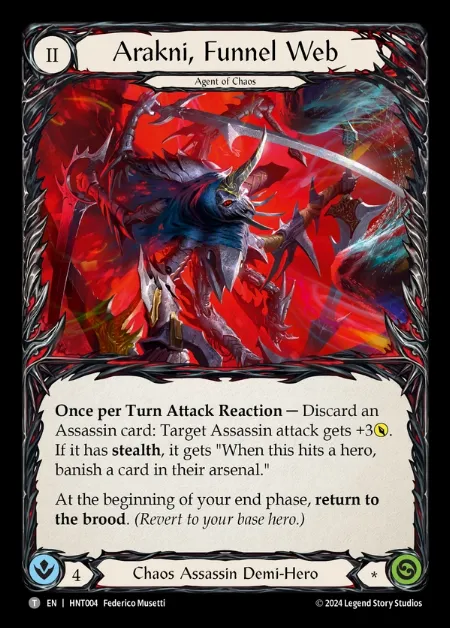 II
Arakni, Funnel Web
Agent of Chaos
Once per Turn Attack Reaction — Discard an
Assassin card: Target Assassin attack gets +3.
If it has stealth, it gets "When this hits a hero,
banish a card in their arsenal."
At the beginning of your end phase, return to
the brood. (Revert to your base hero.)
4
Chaos Assassin Demi-Hero
*
T EN | HNT004 Federico Musetti
© 2024 Legend Story Studios